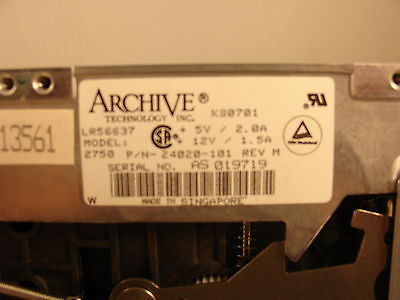 ARCHIVE®
TECHNOLOGY INC.
K80701
LR56637
+ 5V / 2.0A
MODEL:
+ 12V / 1.5A
2750 P/N- 24020-101 REV M
SERIAL NO. AS 019719
MADE IN SINGAPORE
W
13561